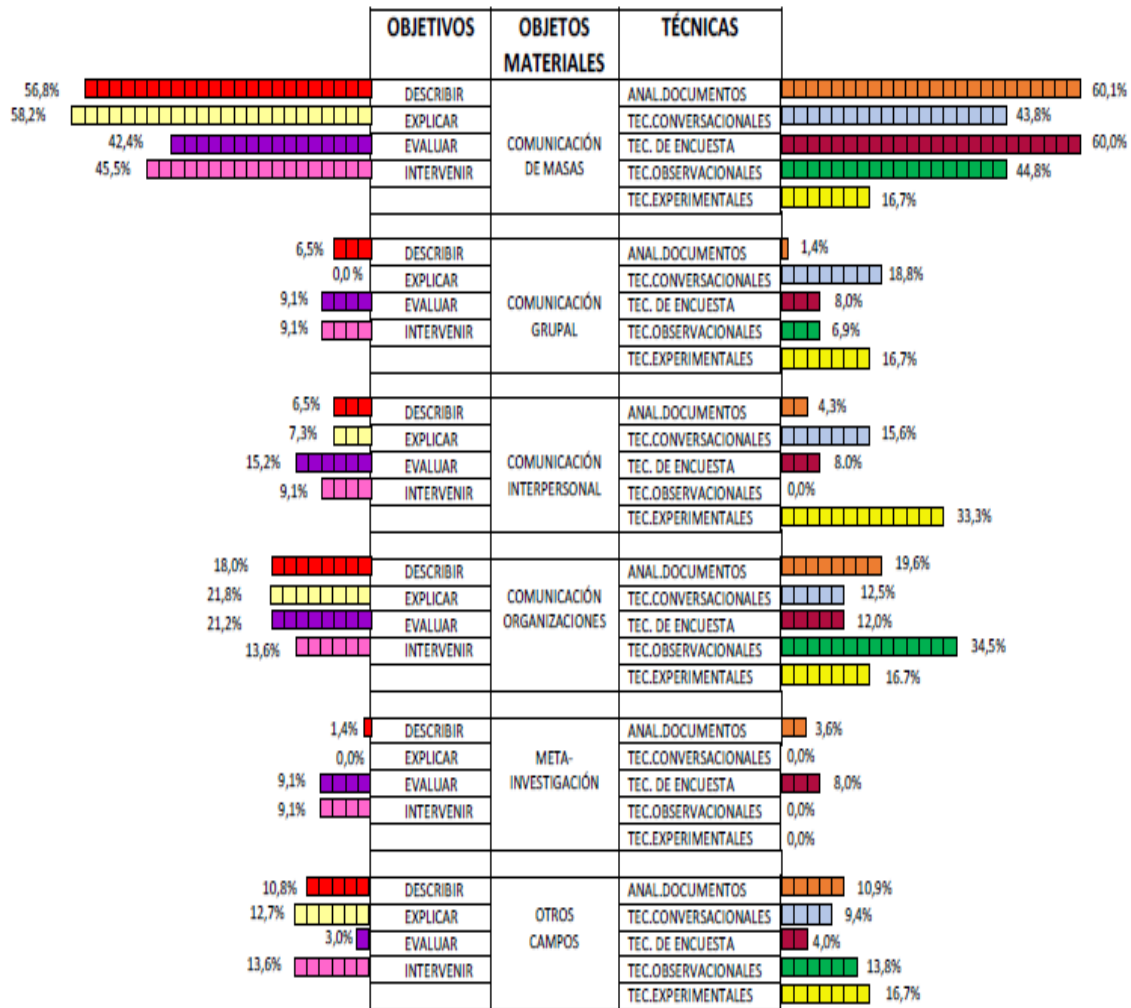 OBJETIVOS OBJETOS MATERIALES TÉCNICAS
56,8% DESCRIBIR ANAL.DOCUMENTOS 60,1%
58,2% EXPLICAR TEC.CONVERSACIONALES 43,8%
42,4% EVALUAR COMUNICACIÓN TEC. DE ENCUESTA 60,0%
45,5% INTERVENIR DE MASAS TEC.OBSERVACIONALES 44,8%
TEC.EXPERIMENTALES 16,7%
6,5% DESCRIBIR ANAL.DOCUMENTOS 1,4%
0,0 % EXPLICAR TEC.CONVERSACIONALES 18,8%
9,1% EVALUAR COMUNICACIÓN TEC. DE ENCUESTA 8,0%
9,1% INTERVENIR GRUPAL TEC.OBSERVACIONALES 6,9%
TEC.EXPERIMENTALES 16,7%
6,5% DESCRIBIR ANAL.DOCUMENTOS 4,3%
7,3% EXPLICAR TEC.CONVERSACIONALES 15,6%
15,2% EVALUAR COMUNICACIÓN TEC. DE ENCUESTA 8.0%
9,1% INTERVENIR INTERPERSONAL TEC.OBSERVACIONALES 0,0%
TEC.EXPERIMENTALES 33,3%
18,0% DESCRIBIR ANAL.DOCUMENTOS 19,6%
21,8% EXPLICAR COMUNICACIÓN TEC.CONVERSACIONALES 12,5%
21,2% EVALUAR ORGANIZACIONES TEC. DE ENCUESTA 12,0%
13,6% INTERVENIR TEC.OBSERVACIONALES 34,5%
TEC.EXPERIMENTALES 16.7%
1,4% DESCRIBIR ANAL.DOCUMENTOS 3,6%
0,0% EXPLICAR META- TEC.CONVERSACIONALES 0,0%
9,1% EVALUAR INVESTIGACIÓN TEC. DE ENCUESTA 8,0%
9,1% INTERVENIR TEC.OBSERVACIONALES 0,0%
TEC.EXPERIMENTALES 0,0%
10,8% DESCRIBIR ANAL.DOCUMENTOS 10,9%
12,7% EXPLICAR OTROS TEC.CONVERSACIONALES 9,4%
3,0% EVALUAR CAMPOS TEC. DE ENCUESTA 4,0%
13,6% INTERVENIR TEC.OBSERVACIONALES 13,8%
TEC.EXPERIMENTALES 16,7%